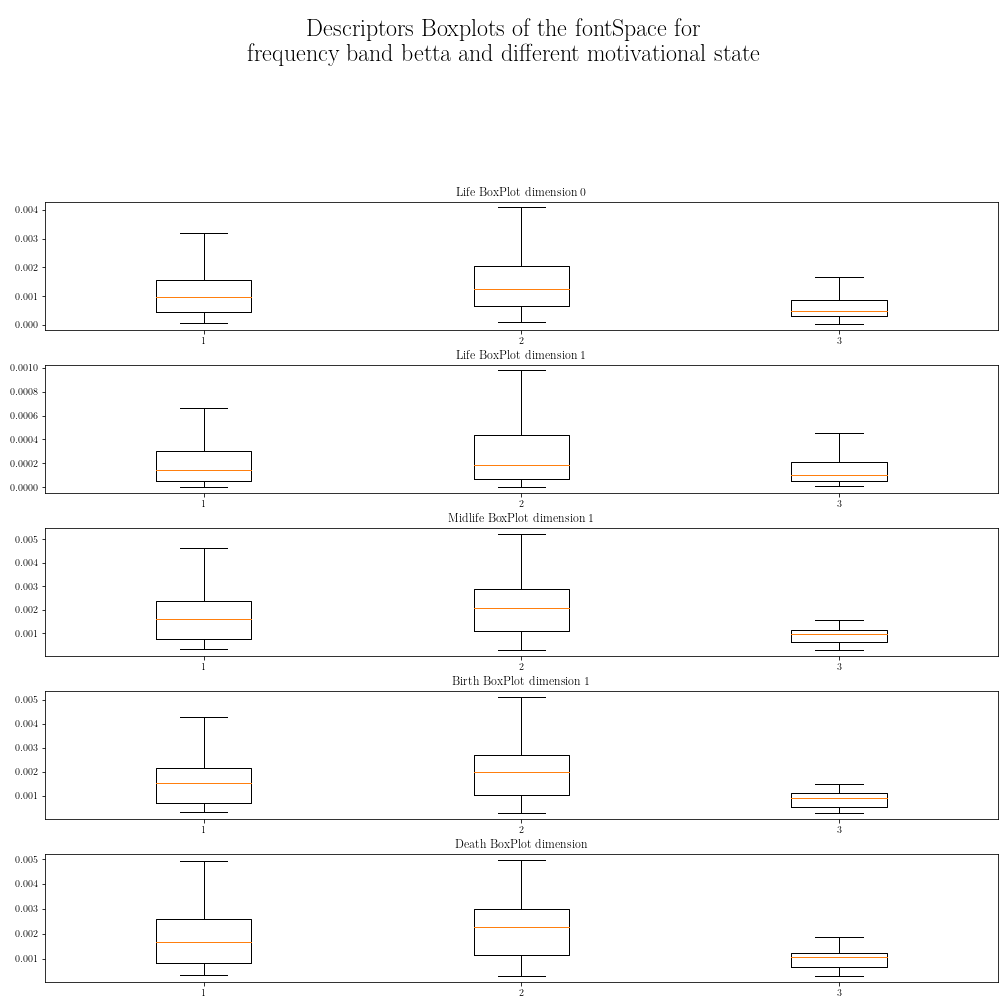 Descriptors Boxplots of the fontSpace for
frequency band betta and different motivational state
Life BoxPlot dimension 0
0.004
0.003
0.002
0.001
0.000
1 2 3
Life BoxPlot dimension 1
0.0010
0.0008
0.0006
0.0004
0.0002
0.0000
1 2 3
Midlife BoxPlot dimension 1
0.005
0.004
0.003
0.002
0.001
1 2 3
Birth BoxPlot dimension 1
0.005
0.004
0.003
0.002
0.001
1 2 3
Death BoxPlot dimension
0.005
0.004
0.003
0.002
0.001
1 2 3